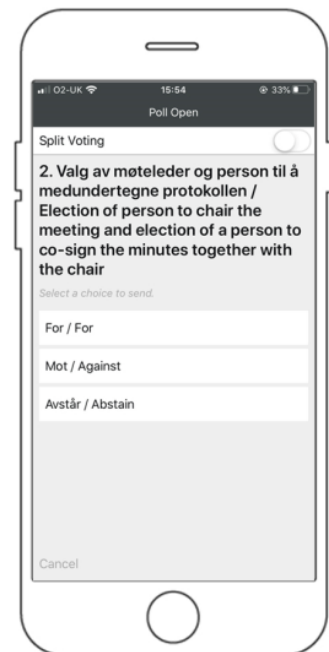 O2-UK 15:54 33%
Poll Open
Split Voting
2. Valg av møteleder og person til å
medundertegne protokollen /
Election of person to chair the
meeting and election of a person to
co-sign the minutes together with
the chair
Select a choice to send.
For / For
Mot / Against
Avstår / Abstain
Cancel